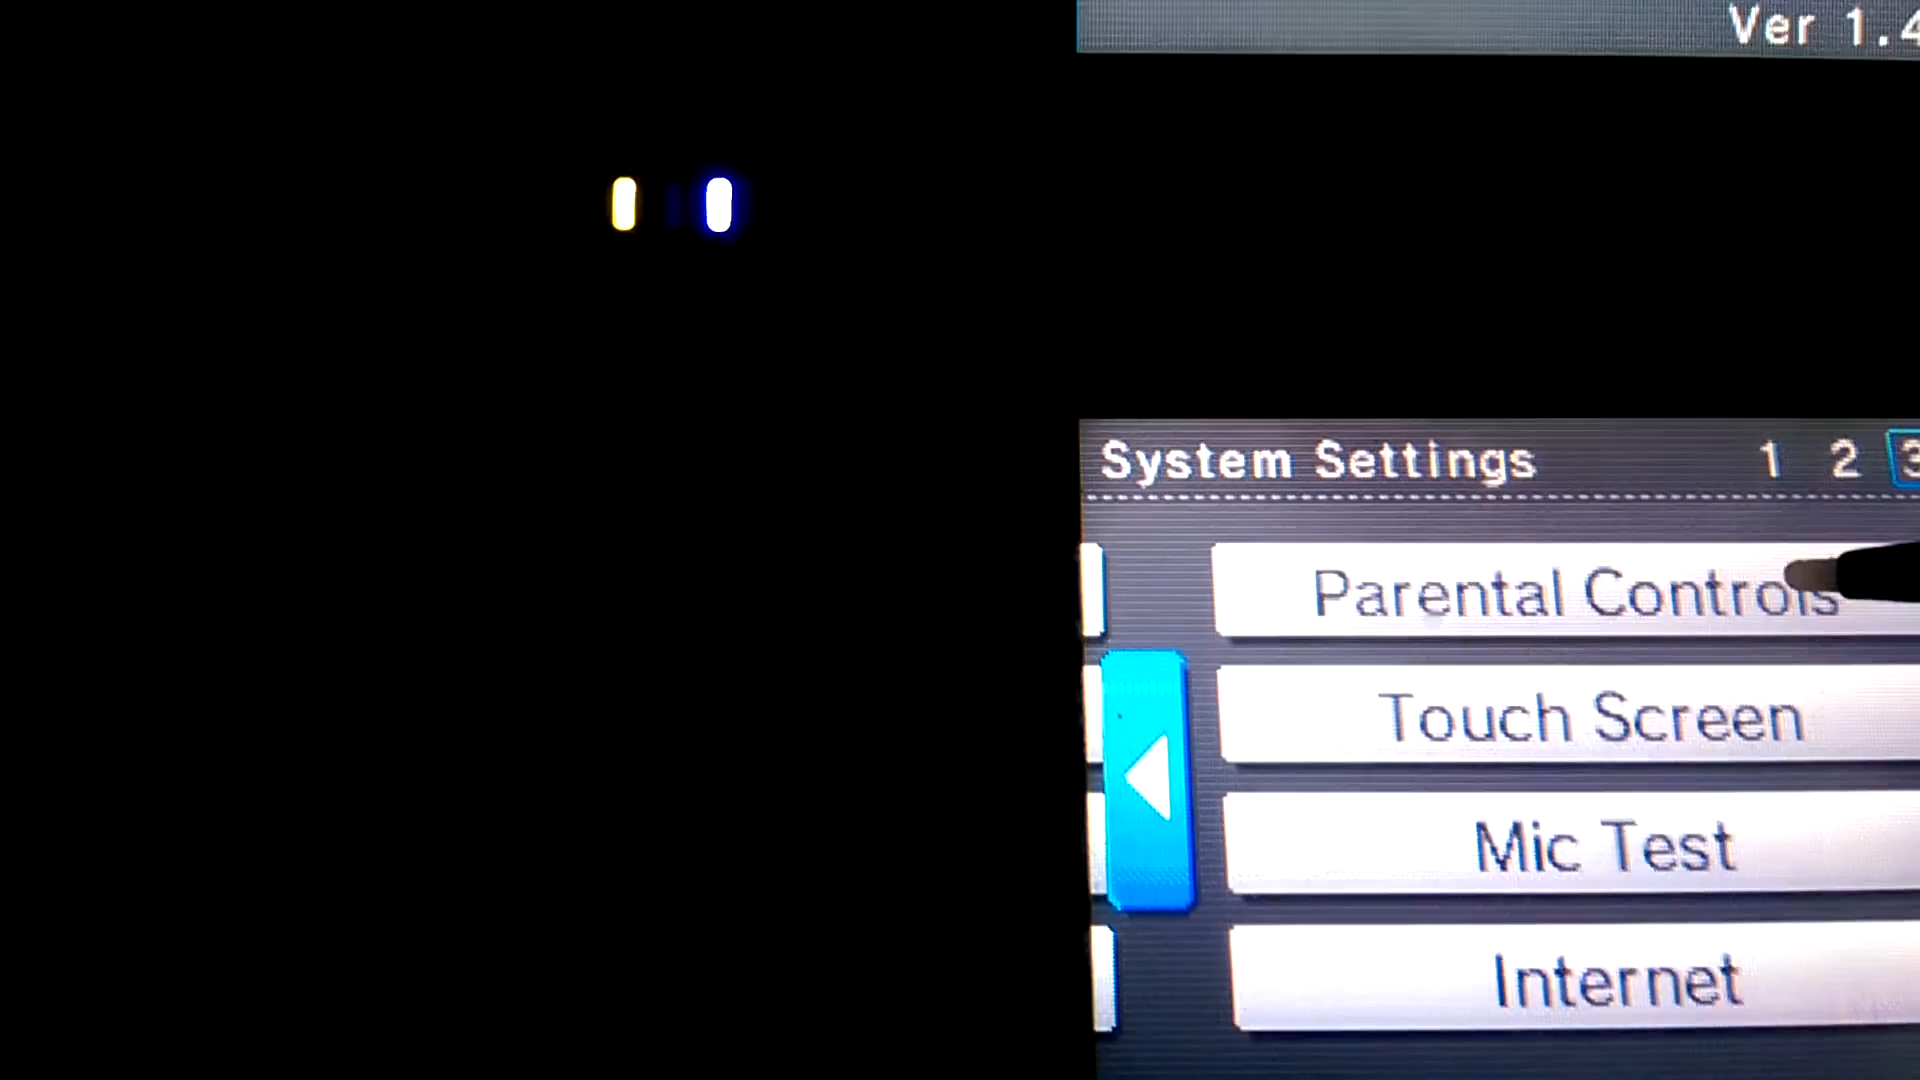 Ver 1.4
System Settings 1 2 3
Parental Controls
Touch Screen
Mic Test
Internet